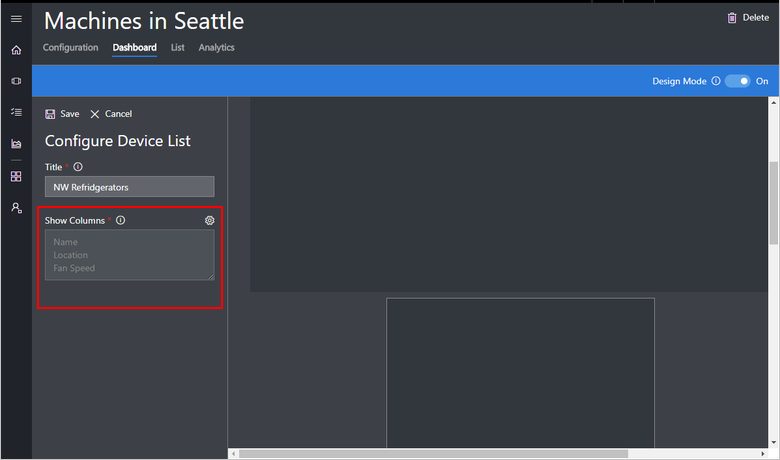 Machines in Seattle
Delete
Configuration Dashboard List Analytics
Design Mode On
Save Cancel
Configure Device List
Title *
NW Refridgerators
Show Columns *
Name
Location
Fan Speed